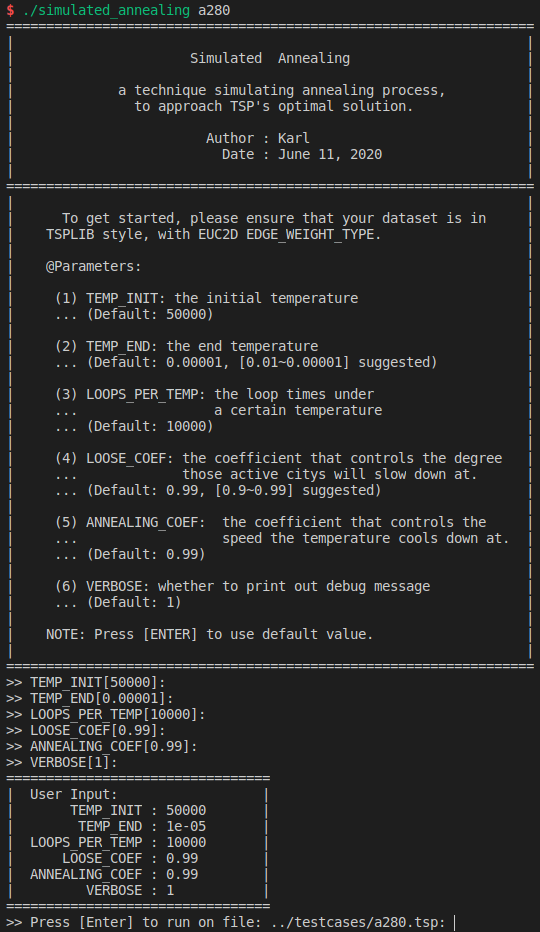 $ ./simulated_annealing a280
==================================================================
|                                                                |
|                      Simulated  Annealing                      |
|                                                                |
|             a technique simulating annealing process,          |
|               to approach TSP's optimal solution.              |
|                                                                |
|                        Author : Karl                           |
|                          Date : June 11, 2020                  |
|                                                                |
==================================================================
|                                                                |
|      To get started, please ensure that your dataset is in     |
|    TSPLIB style, with EUC2D EDGE_WEIGHT_TYPE.                  |
|                                                                |
|    @Parameters:                                                |
|                                                                |
|     (1) TEMP_INIT: the initial temperature                     |
|     ... (Default: 50000)                                       |
|                                                                |
|     (2) TEMP_END: the end temperature                          |
|     ... (Default: 0.00001, [0.01~0.00001] suggested)           |
|                                                                |
|     (3) LOOPS_PER_TEMP: the loop times under                   |
|     ...                 a certain temperature                  |
|     ... (Default: 10000)                                       |
|                                                                |
|     (4) LOOSE_COEF: the coefficient that controls the degree   |
|     ...             those active citys will slow down at.      |
|     ... (Default: 0.99, [0.9~0.99] suggested)                  |
|                                                                |
|     (5) ANNEALING_COEF:  the coefficient that controls the     |
|     ...                  speed the temperature cools down at.  |
|     ... (Default: 0.99)                                        |
|                                                                |
|     (6) VERBOSE: whether to print out debug message            |
|     ... (Default: 1)                                           |
|                                                                |
|    NOTE: Press [ENTER] to use default value.                   |
|                                                                |
==================================================================
>> TEMP_INIT[50000]:
>> TEMP_END[0.00001]:
>> LOOPS_PER_TEMP[10000]:
>> LOOSE_COEF[0.99]:
>> ANNEALING_COEF[0.99]:
>> VERBOSE[1]:
=================================
|  User Input:                  |
|       TEMP_INIT : 50000       |
|        TEMP_END : 1e-05       |
|  LOOPS_PER_TEMP : 10000       |
|      LOOSE_COEF : 0.99        |
|  ANNEALING_COEF : 0.99        |
|         VERBOSE : 1           |
=================================
>> Press [Enter] to run on file: ../testcases/a280.tsp: